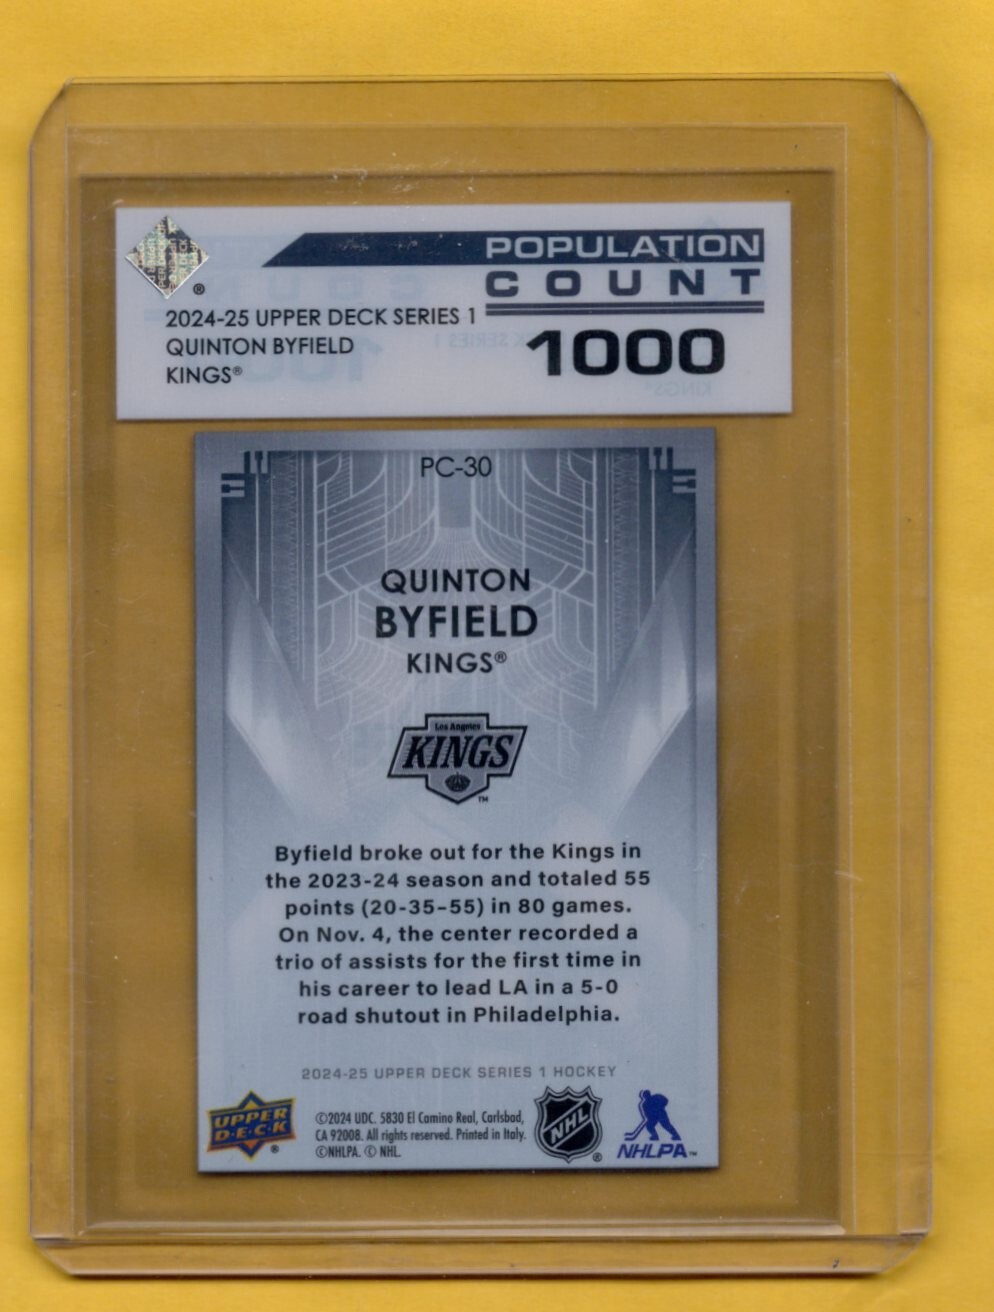 POPULATION
COUNT
1000
®
2024-25 UPPER DECK SERIES 1
QUINTON BYFIELD
KINGS®
PC-30
QUINTON
BYFIELD
KINGS®
Los Angeles
KINGS
™
Byfield broke out for the Kings in
the 2023-24 season and totaled 55
points (20-35–55) in 80 games.
On Nov. 4, the center recorded a
trio of assists for the first time in
his career to lead LA in a 5-0
road shutout in Philadelphia.
2024-25 UPPER DECK SERIES 1 HOCKEY
UPPER
D·E·C·K
®
©2024 UDC. 5830 El Camino Real, Carlsbad,
CA 92008. All rights reserved. Printed in Italy.
©NHLPA. © NHL.
NHL
®
NHLPA™